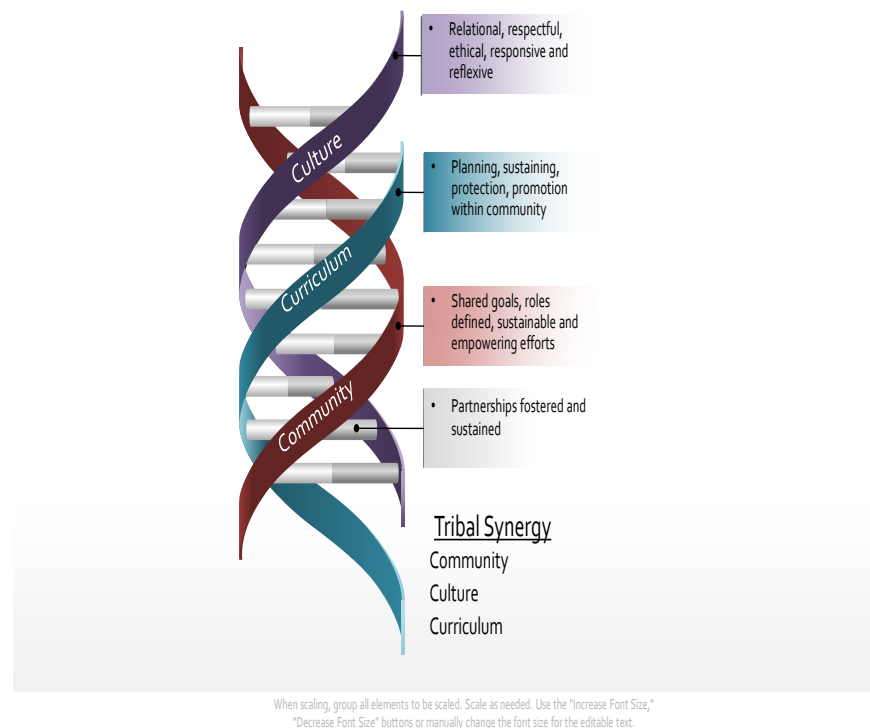 • Relational, respectful,
ethical, responsive and
reflexive
Culture
• Planning, sustaining,
protection, promotion
within community
Curriculum
• Shared goals, roles
defined, sustainable and
empowering efforts
Community
• Partnerships fostered and
sustained
Tribal Synergy
Community
Culture
Curriculum
When scaling, group all elements to be scaled. Scale as needed. Use the "Increase Font Size,"
"Decrease Font Size" buttons or manually change the font size for the editable text.